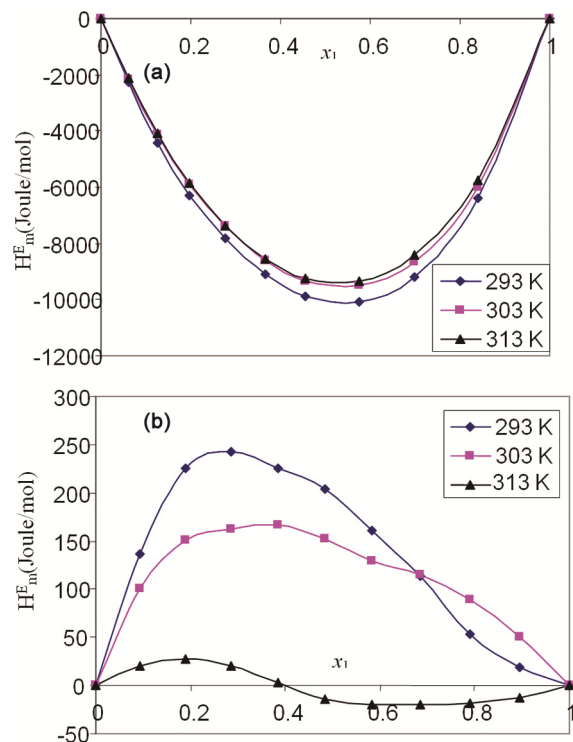 0
(a)
0
0.2
0.4
x₁
0.6
0.8
1
-2000
-4000
-6000
-8000
-10000
-12000
Hᴱₘ(Joule/mol)
293 K
303 K
313 K
300
(b)
250
200
150
100
50
0
-50
Hᴱₘ(Joule/mol)
293 K
303 K
313 K
x₁
0
0.2
0.4
0.6
0.8
1